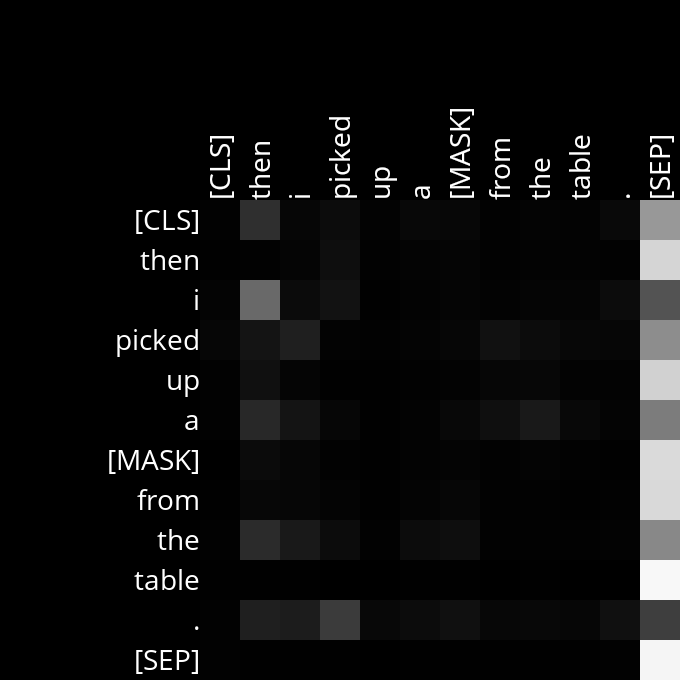 [CLS] then i picked up a [MASK] from the table . [SEP]
[CLS]
then
i
picked
up
a
[MASK]
from
the
table
.
[SEP]